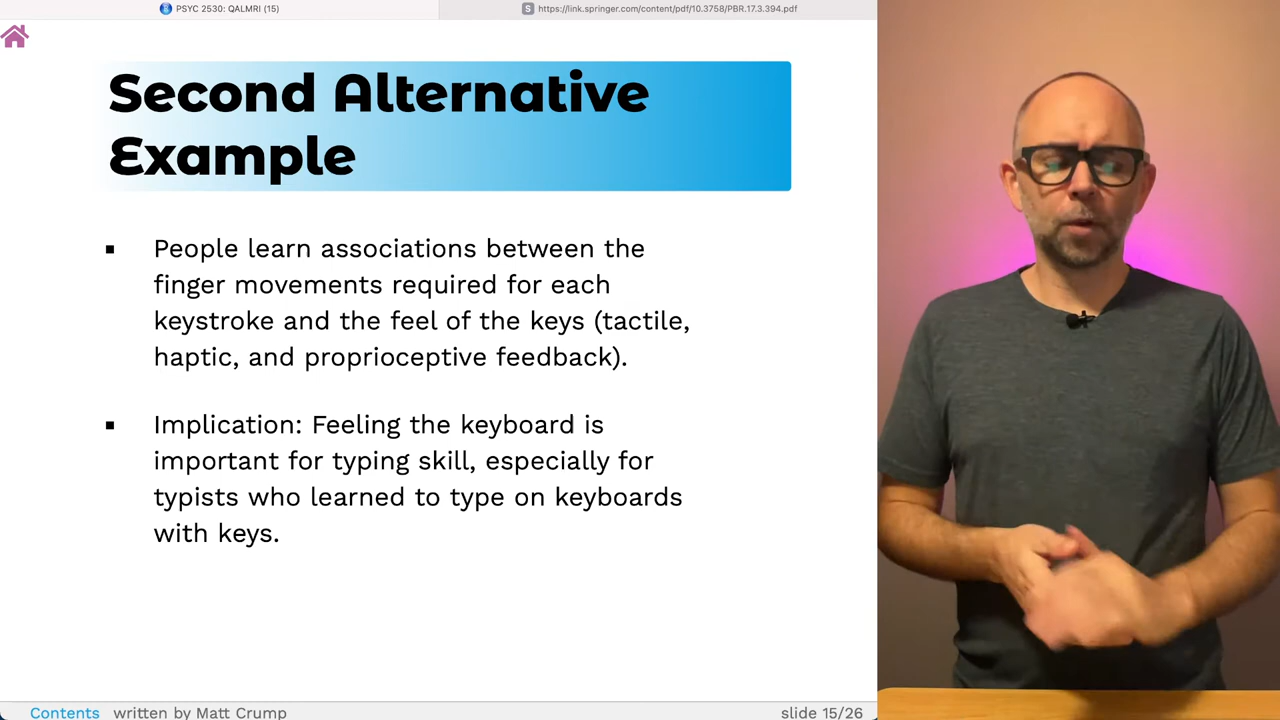 PSYC 2530: QALMRI (15)
S https://link.springer.com/content/pdf/10.3758/PBR.17.3.394.pdf
Second Alternative
Example
▪ People learn associations between the
finger movements required for each
keystroke and the feel of the keys (tactile,
haptic, and proprioceptive feedback).
▪ Implication: Feeling the keyboard is
important for typing skill, especially for
typists who learned to type on keyboards
with keys.
Contents written by Matt Crump slide 15/26